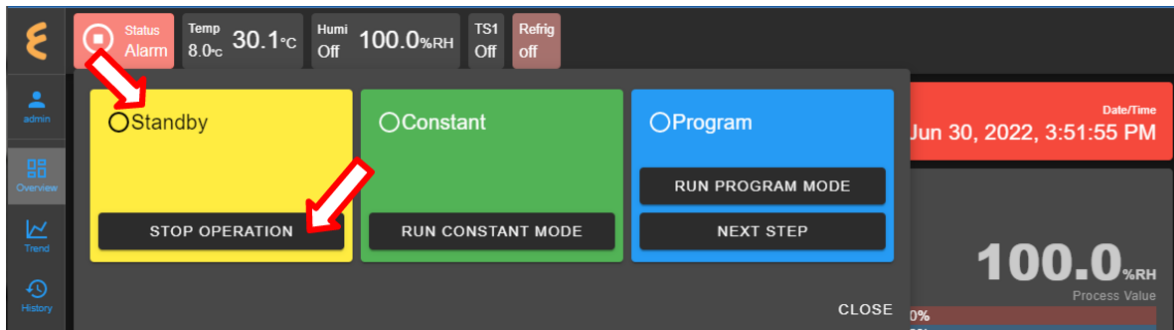 Status
Alarm
Temp
8.0°C 30.1°C
Humi
Off 100.0%RH
TS1
Off
Refrig
off
admin
Overview
Trend
History
Standby
STOP OPERATION
Constant
RUN CONSTANT MODE
Program
RUN PROGRAM MODE
NEXT STEP
CLOSE
Date/Time
Jun 30, 2022, 3:51:55 PM
100.0%RH
Process Value
0%